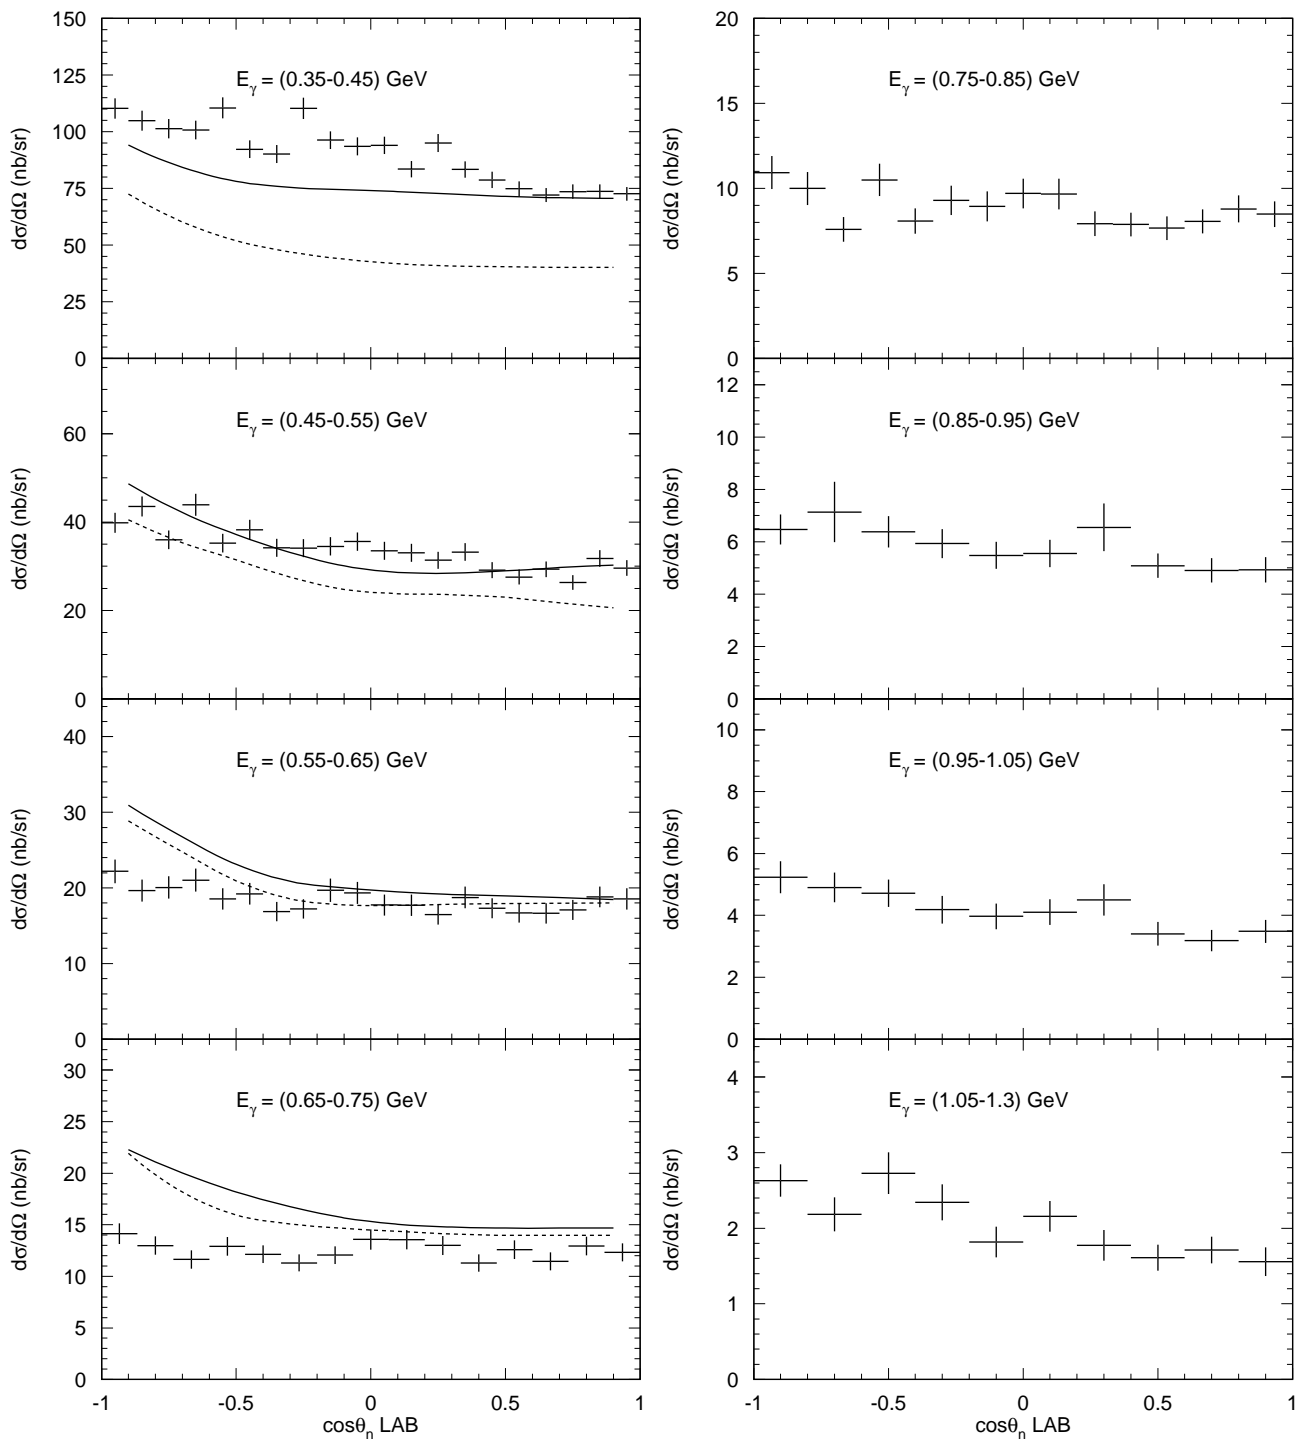 150
125
100
75
50
25
0
dσ/dΩ (nb/sr)
E_γ = (0.35-0.45) GeV
20
15
10
5
0
dσ/dΩ (nb/sr)
E_γ = (0.75-0.85) GeV
60
40
20
0
dσ/dΩ (nb/sr)
E_γ = (0.45-0.55) GeV
12
10
8
6
4
2
0
dσ/dΩ (nb/sr)
E_γ = (0.85-0.95) GeV
40
30
20
10
0
dσ/dΩ (nb/sr)
E_γ = (0.55-0.65) GeV
10
8
6
4
2
0
dσ/dΩ (nb/sr)
E_γ = (0.95-1.05) GeV
30
25
20
15
10
5
0
dσ/dΩ (nb/sr)
E_γ = (0.65-0.75) GeV
-1 -0.5 0 0.5 1
cosθ_n LAB
4
3
2
1
0
dσ/dΩ (nb/sr)
E_γ = (1.05-1.3) GeV
-1 -0.5 0 0.5 1
cosθ_n LAB